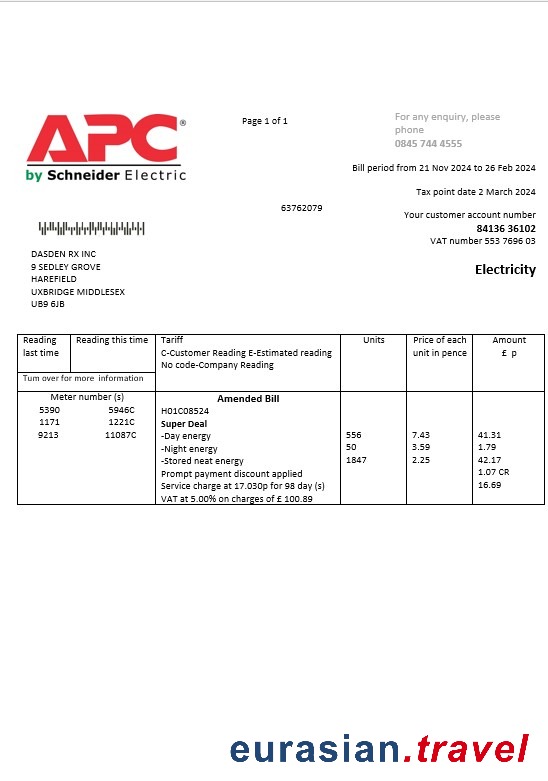 APC®
by Schneider Electric
Page 1 of 1
For any enquiry, please
phone
0845 744 4555
Bill period from 21 Nov 2024 to 26 Feb 2024
Tax point date 2 March 2024
63762079
Your customer account number
84136 36102
VAT number 553 7696 03
Electricity
DASDEN RX INC
9 SEDLEY GROVE
HAREFIELD
UXBRIDGE MIDDLESEX
UB9 6JB
Reading last time | Reading this time | Tariff | Units | Price of each unit in pence | Amount £ p
C-Customer Reading E-Estimated reading
No code-Company Reading
Tum over for more information
Meter number (s) | Amended Bill
5390 5946C H01C08524
1171 1221C Super Deal
9213 11087C -Day energy 556 7.43 41.31
-Night energy 50 3.59 1.79
-Stored neat energy 1847 2.25 42.17
Prompt payment discount applied 1.07 CR
Service charge at 17.030p for 98 day (s) 16.69
VAT at 5.00% on charges of £ 100.89
eurasian.travel